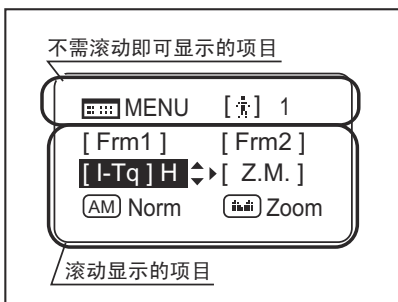 不需滚动即可显示的项目
MENU [ ] 1
[ Frm1 ] [ Frm2 ]
[ I-Tq ] H [ Z.M. ]
AM Norm Zoom
滚动显示的项目